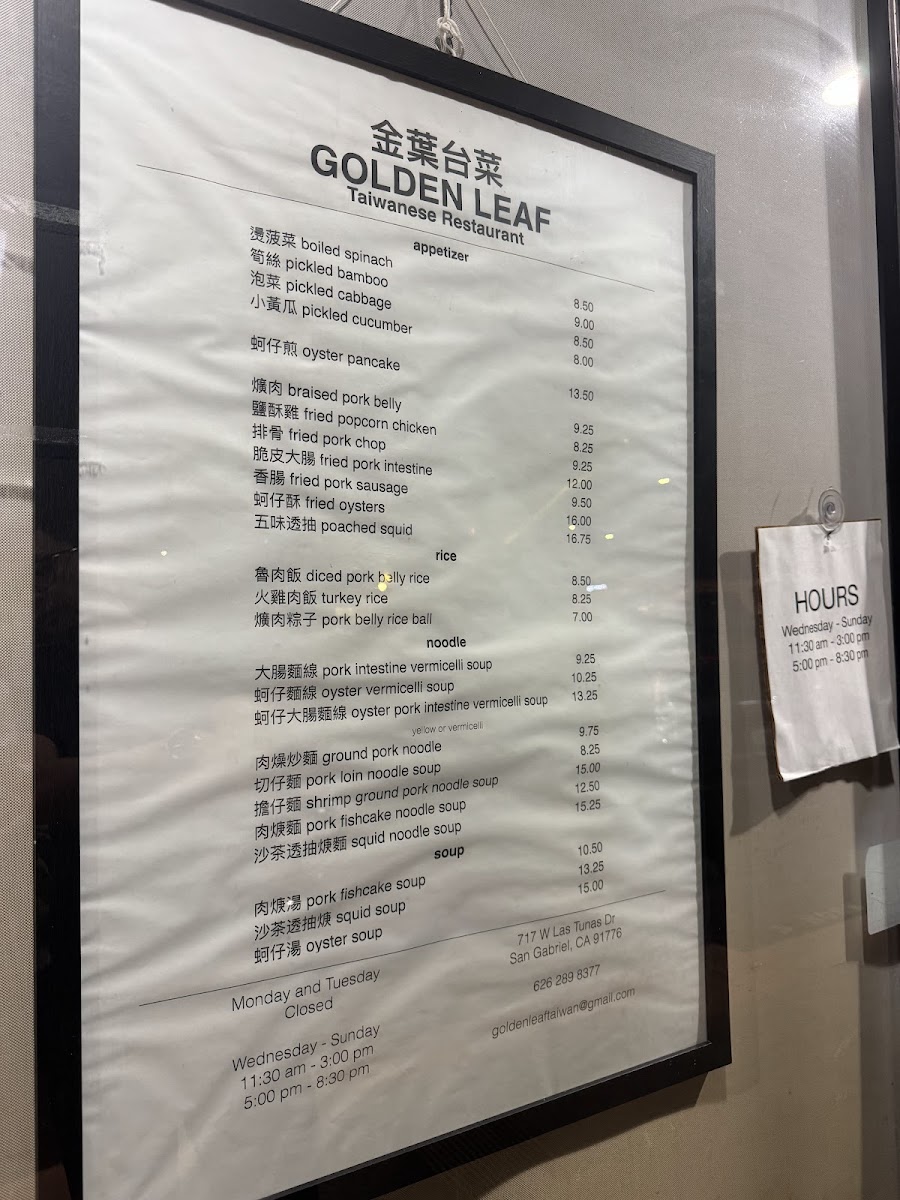 金葉台菜
GOLDEN LEAF
Taiwanese Restaurant
appetizer
燙菠菜 boiled spinach 8.50
筍絲 pickled bamboo 9.00
泡菜 pickled cabbage 8.50
小黃瓜 pickled cucumber 8.00
蚵仔煎 oyster pancake 13.50
爌肉 braised pork belly 9.25
鹽酥雞 fried popcorn chicken 8.25
排骨 fried pork chop 9.25
脆皮大腸 fried pork intestine 12.00
香腸 fried pork sausage 9.50
蚵仔酥 fried oysters 16.00
五味透抽 poached squid 16.75
rice
魯肉飯 diced pork belly rice 8.50
火雞肉飯 turkey rice 8.25
爌肉粽子 pork belly rice ball 7.00
noodle
大腸麵線 pork intestine vermicelli soup 9.25
蚵仔麵線 oyster vermicelli soup 10.25
蚵仔大腸麵線 oyster pork intestine vermicelli soup 13.25
yellow or vermicelli
肉燥炒麵 ground pork noodle 9.75
切仔麵 pork loin noodle soup 8.25
擔仔麵 shrimp ground pork noodle soup 15.00
肉焿麵 pork fishcake noodle soup 12.50
沙茶透抽焿麵 squid noodle soup 15.25
soup
肉焿湯 pork fishcake soup 10.50
沙茶透抽焿 squid soup 13.25
蚵仔湯 oyster soup 15.00
Monday and Tuesday
Closed
Wednesday - Sunday
11:30 am - 3:00 pm
5:00 pm - 8:30 pm
717 W Las Tunas Dr
San Gabriel, CA 91776
626 289 8377
goldenleaftaiwan@gmail.com
HOURS
Wednesday - Sunday
11:30 am - 3:00 pm
5:00 pm - 8:30 pm